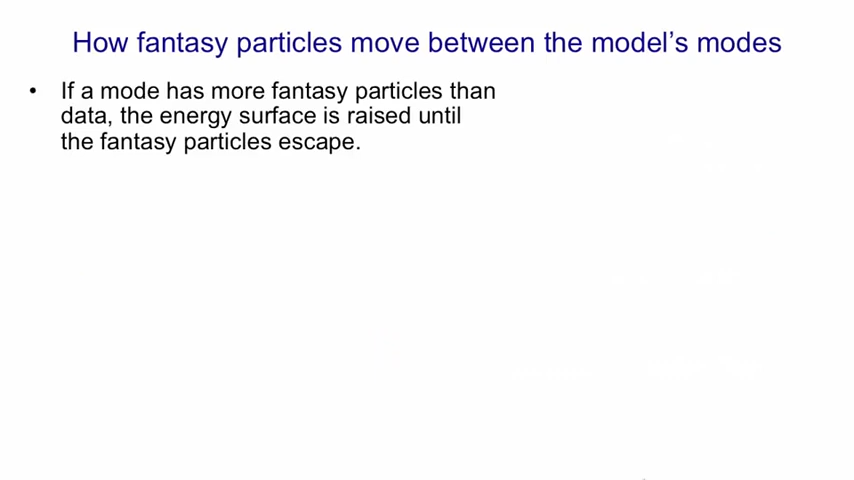 How fantasy particles move between the model's modes
• If a mode has more fantasy particles than
data, the energy surface is raised until
the fantasy particles escape.